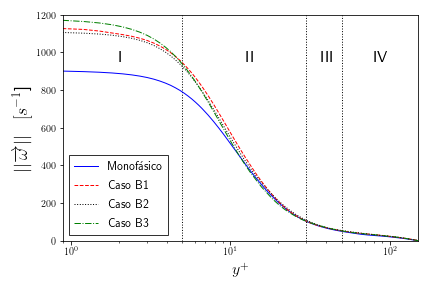 1200
1000
800
600
400
200
0
||ω⃗|| [s⁻¹]
I
II
III
IV
Monofásico
Caso B1
Caso B2
Caso B3
10⁰
10¹
10²
y⁺